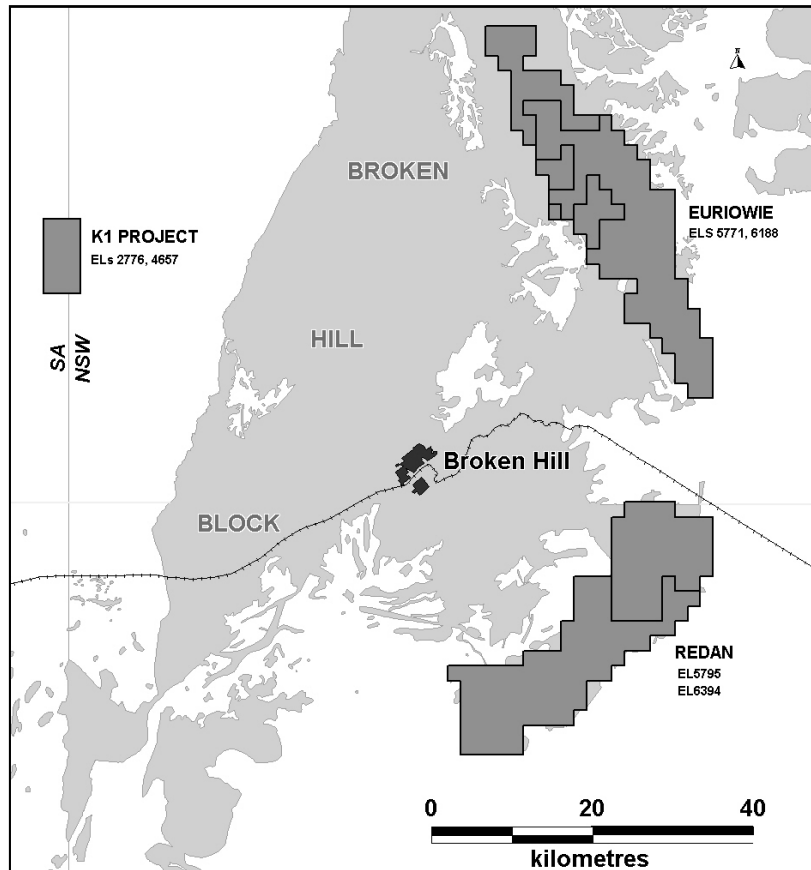 N
BROKEN
EURIOWIE
ELS 5771, 6188
K1 PROJECT
ELs 2776, 4657
SA
NSW
HILL
Broken Hill
BLOCK
REDAN
EL5795
EL6394
0 20 40
kilometres